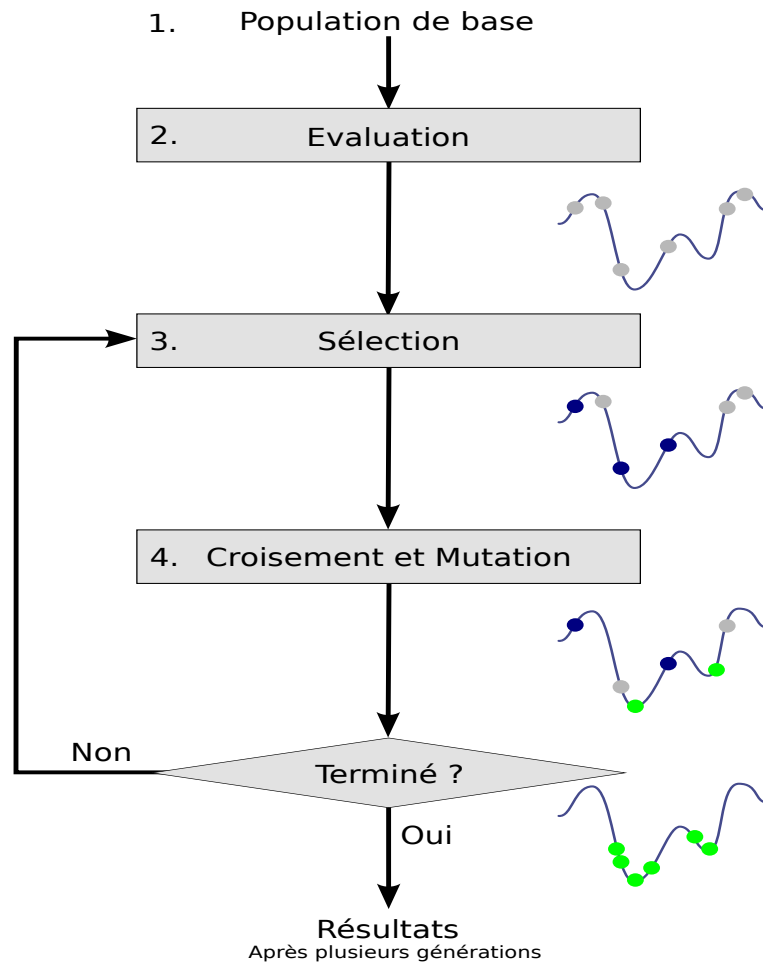 1. Population de base
2. Evaluation
3. Sélection
4. Croisement et Mutation
Non
Terminé ?
Oui
Résultats
Après plusieurs générations